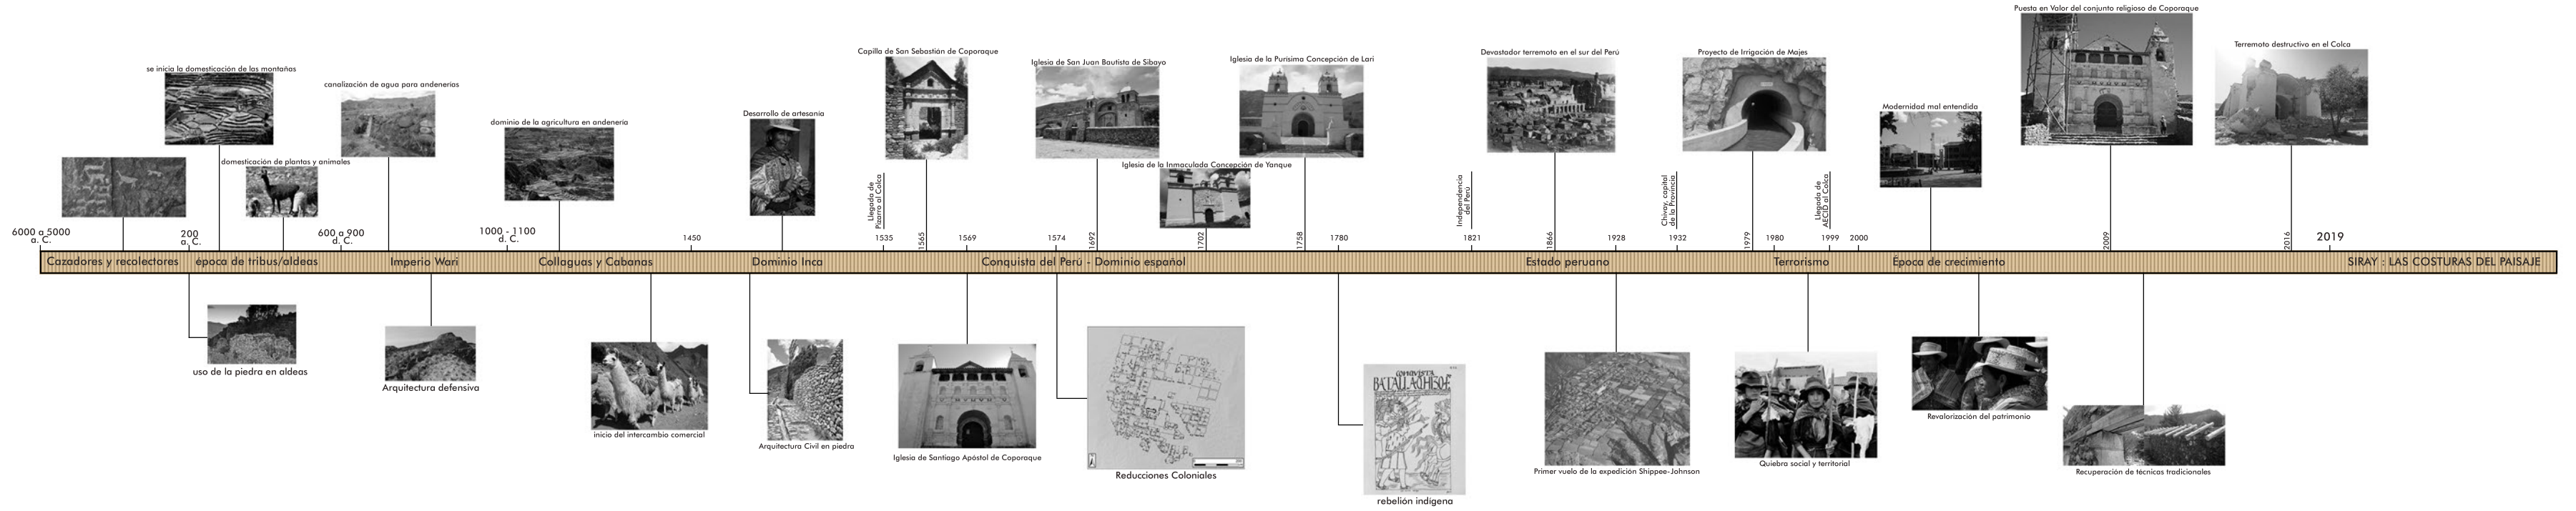 Puesta en Valor del conjunto religioso de Coporaque
Terremoto destructivo en el Colca
Capilla de San Sebastián de Coporaque
Iglesia de San Juan Bautista de Sibayo
Iglesia de la Purisima Concepción de Lari
Devastador terremoto en el sur del Perú
Proyecto de Irrigación de Majes
se inicia la domesticación de las montañas
canalización de agua para andenerias
Modernidad mal entendida
Desarrollo de artesania
dominio de la agricultura en andeneria
domesticación de plantas y animales
Iglesia de la Inmaculada Concepción de Yanque
Llegada de
Pizarro al Colca
Independencia
del Perú
Chivay, capital
de la Provincia
Llegada de
AECID al Colca
6000 a 5000
a. C.
200
a. C.
600 a 900
d. C.
1000 - 1100
d. C.
1450
1535
1565
1569
1574
1692
1702
1758
1780
1821
1866
1928
1932
1979
1980
1999
2000
2009
2016
2019
Cazadores y recolectores
época de tribus/aldeas
Imperio Wari
Collaguas y Cabanas
Dominio Inca
Conquista del Perú - Dominio español
Estado peruano
Terrorismo
Época de crecimiento
SIRAY : LAS COSTURAS DEL PAISAJE
uso de la piedra en aldeas
Arquitectura defensiva
inicio del intercambio comercial
Arquitectura Civil en piedra
Iglesia de Santiago Apóstol de Coporaque
Reducciones Coloniales
CONQVISTA
rebelión indígena
Primer vuelo de la expedición Shippee-Johnson
Quiebra social y territorial
Revalorización del patrimonio
Recuperación de técnicas tradicionales